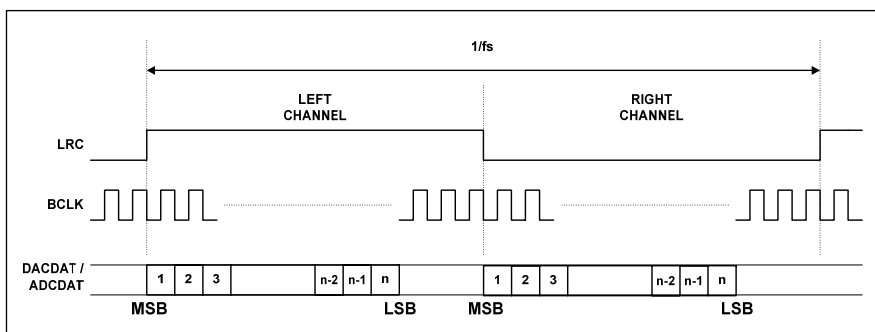 1/fs
LEFT
CHANNEL
RIGHT
CHANNEL
LRC
BCLK
DACDAT /
ADCDAT
1 2 3 n-2 n-1 n 1 2 3 n-2 n-1 n
MSB LSB MSB LSB